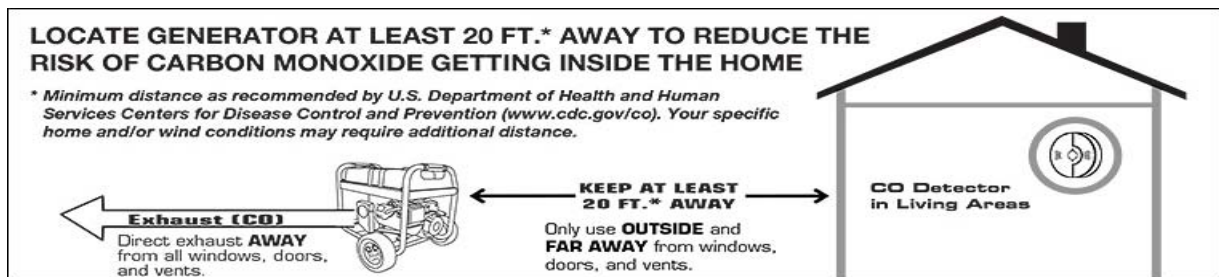 LOCATE GENERATOR AT LEAST 20 FT.* AWAY TO REDUCE THE
RISK OF CARBON MONOXIDE GETTING INSIDE THE HOME
* Minimum distance as recommended by U.S. Department of Health and Human
Services Centers for Disease Control and Prevention (www.cdc.gov/co). Your specific
home and/or wind conditions may require additional distance.
Exhaust (CO)
Direct exhaust AWAY
from all windows, doors,
and vents.
KEEP AT LEAST
20 FT.* AWAY
Only use OUTSIDE and
FAR AWAY from windows,
doors, and vents.
CO Detector
in Living Areas